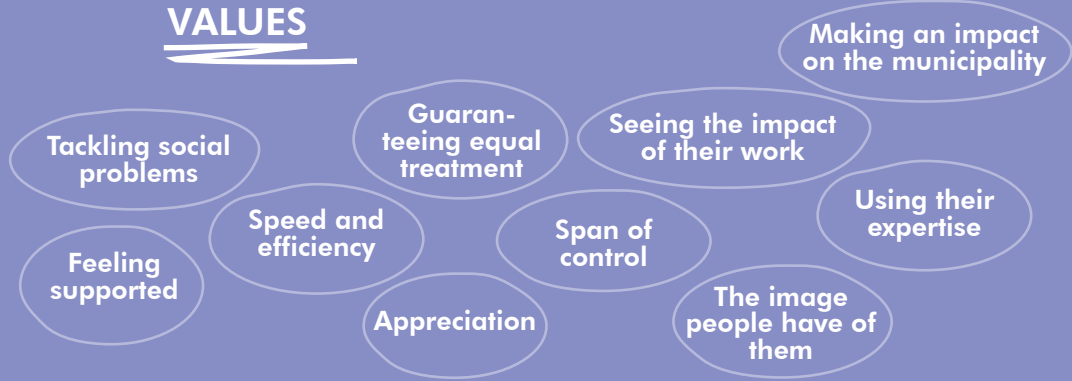 VALUES
Making an impact
on the municipality
Guaran-
teeing equal
treatment
Seeing the impact
of their work
Tackling social
problems
Using their
expertise
Speed and
efficiency
Span of
control
Feeling
supported
Appreciation
The image
people have of
them